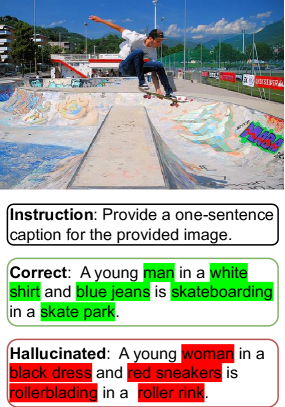 Instruction: Provide a one-sentence
caption for the provided image.
Correct: A young man in a white
shirt and blue jeans is skateboarding
in a skate park.
Hallucinated: A young woman in a
black dress and red sneakers is
rollerblading in a roller rink.